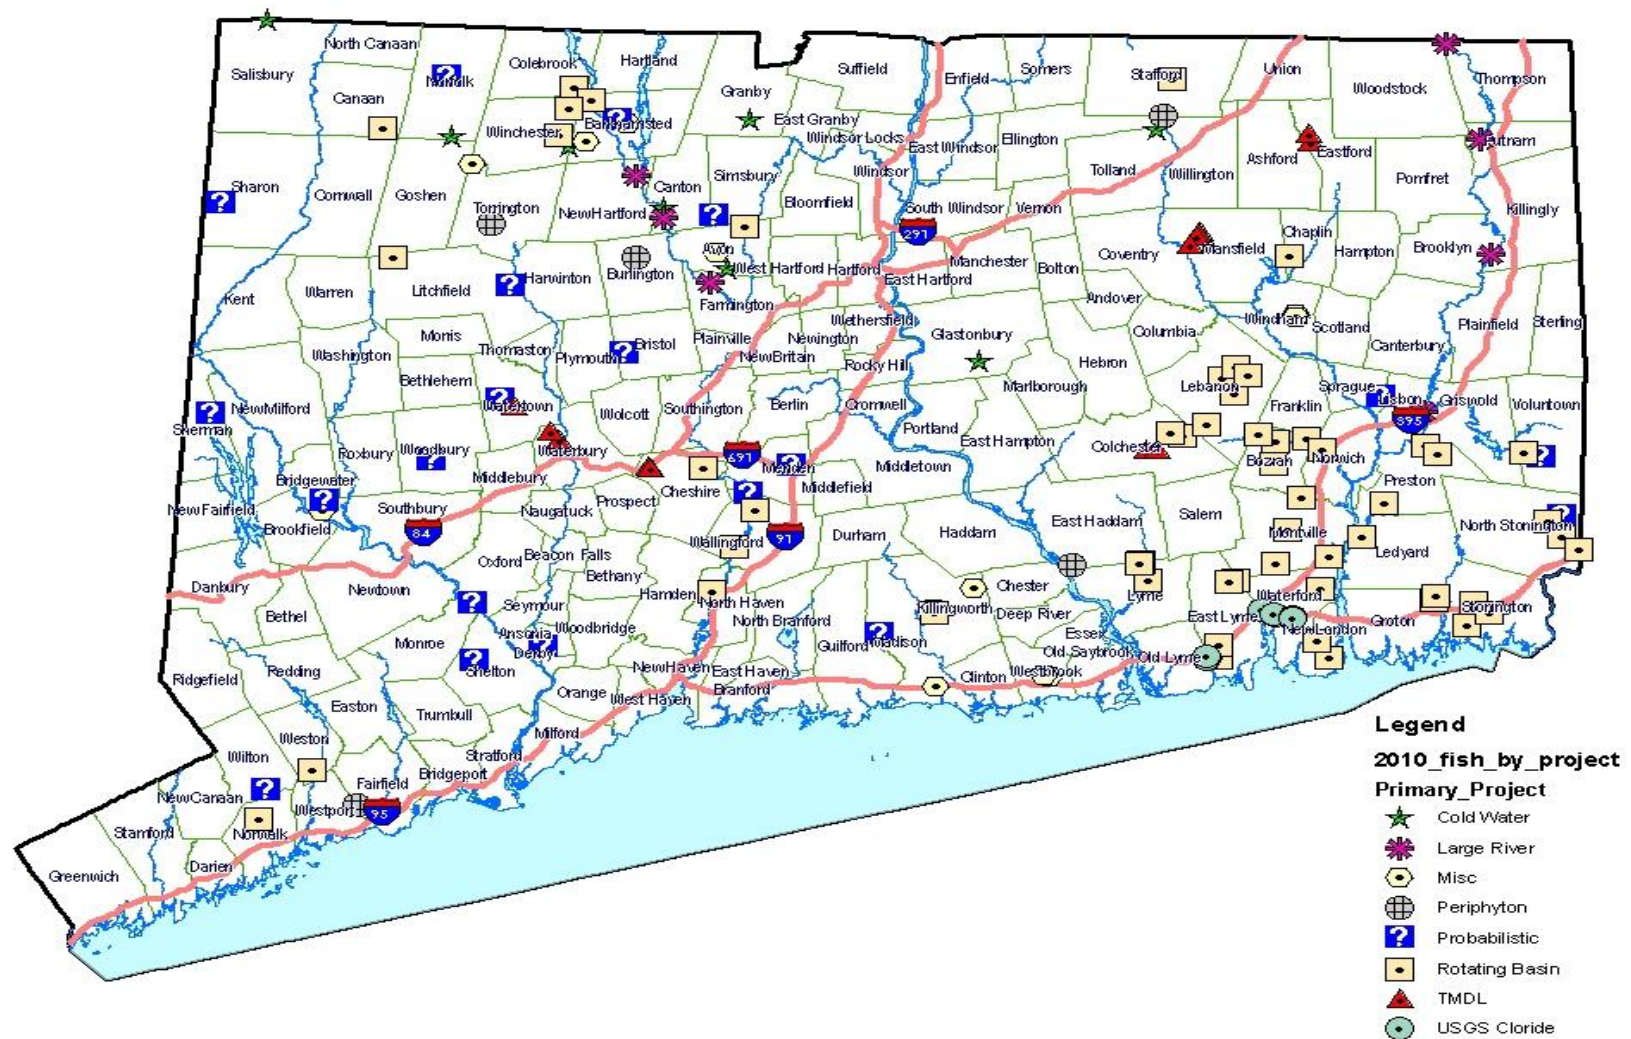 North Canaan
Salisbury
Norfolk
Colebrook
Hartland
Suffield
Enfield
Somers
Stafford
Union
Woodstock
Thompson
Canaan
Granby
Winchester
Barkhamsted
East Granby
Windsor Locks
East Windsor
Ellington
Tolland
Willington
Ashford
Eastford
Putnam
Sharon
Cornwall
Goshen
Torrington
New Hartford
Canton
Simsbury
Bloomfield
Windsor
South Windsor
Vernon
Pomfret
Killingly
291
Chaplin
Mansfield
Hampton
Brooklyn
Coventry
Kent
Warren
Litchfield
Harwinton
Burlington
Avon
West Hartford
Hartford
East Hartford
Manchester
Bolton
Andover
Farmington
Wethersfield
Glastonbury
Columbia
Windham
Scotland
Plainfield
Sterling
Morris
Washington
Thomaston
Plymouth
Bristol
Plainville
Newington
New Britain
Rocky Hill
Hebron
Canterbury
Bethlehem
Marlborough
Lebanon
Sprague
Lisbon
Griswold
Voluntown
New Milford
Sherman
Watertown
Wolcott
Southington
Berlin
Cromwell
Portland
East Hampton
Colchester
Franklin
395
Roxbury
Woodbury
Waterbury
691
Meriden
Middletown
Bozrah
Norwich
Bridgewater
Middlebury
Prospect
Cheshire
Middlefield
Preston
New Fairfield
Brookfield
Southbury
Naugatuck
84
91
Wallingford
Durham
Haddam
East Haddam
Salem
Montville
North Stonington
Ledyard
Danbury
Newtown
Oxford
Beacon Falls
Bethany
Hamden
North Haven
Chester
Lyme
Waterford
Bethel
Seymour
Woodbridge
North Branford
Killingworth
Deep River
East Lyme
New London
Groton
Stonington
Monroe
Ansonia
Derby
Guilford
Madison
Essex
Old Saybrook
Old Lyme
Ridgefield
Redding
Shelton
Orange
New Haven
East Haven
West Haven
Branford
Clinton
Westbrook
Easton
Trumbull
Milford
Weston
Wilton
Stratford
Fairfield
Bridgeport
New Canaan
Westport
95
Stamford
Norwalk
Darien
Greenwich
Legend
2010_fish_by_project
Primary_Project
Cold Water
Large River
Misc
Periphyton
Probabilistic
Rotating Basin
TMDL
USGS Cloride